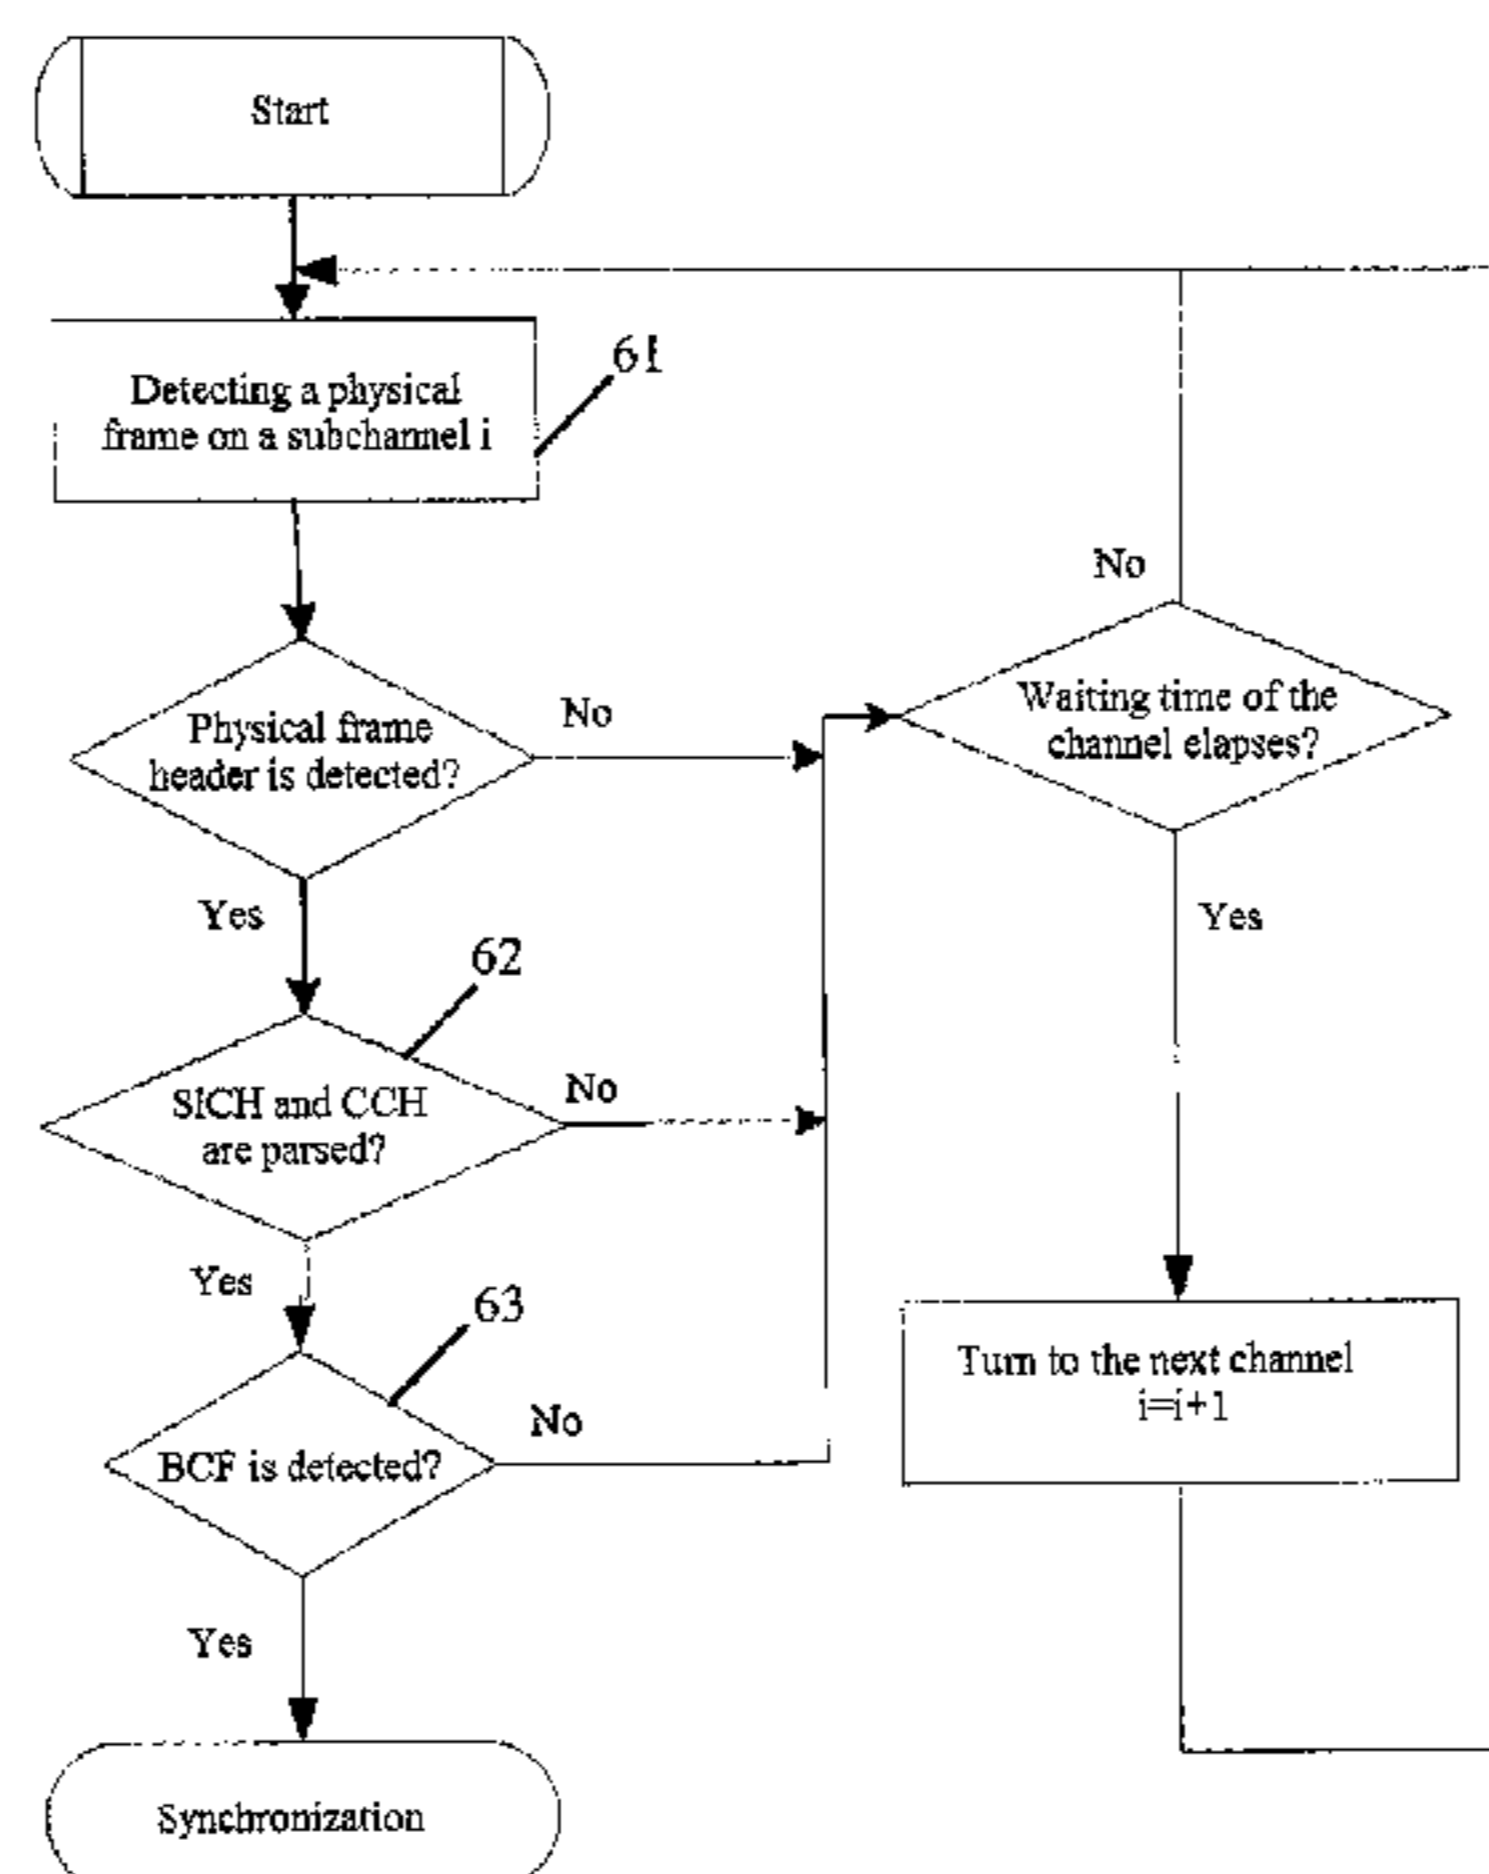 Start
Detecting a physical
frame on a subchannel i
61
Physical frame
header is detected?
No
Yes
62
SICH and CCH
are parsed?
No
Yes
63
BCF is detected?
No
Yes
Synchronization
No
Waiting time of the
channel elapses?
Yes
Turn to the next channel
i=i+1